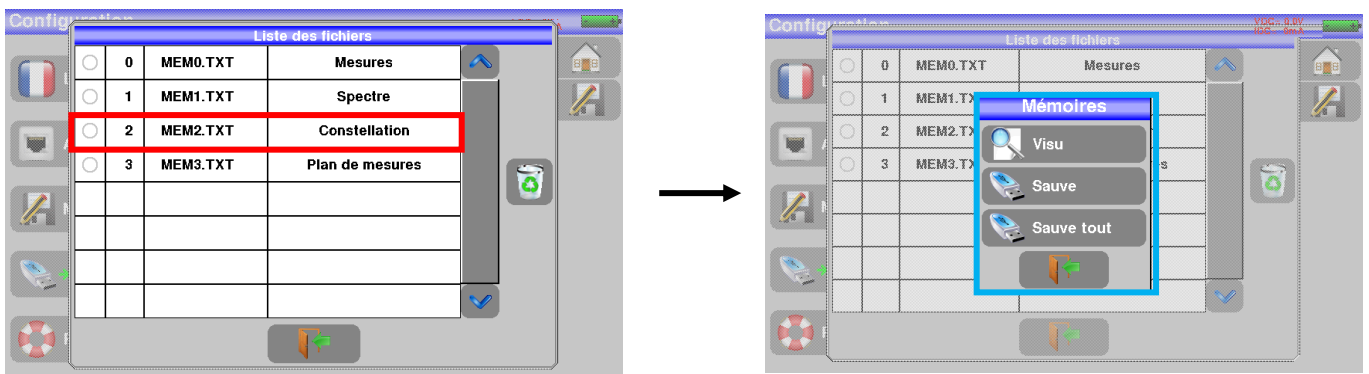 Configuration
Liste des fichiers
0 MEM0.TXT Mesures
1 MEM1.TXT Spectre
2 MEM2.TXT Constellation
3 MEM3.TXT Plan de mesures
Configuration
Liste des fichiers
0 MEM0.TXT Mesures
1 MEM1.TX
2 MEM2.TX
3 MEM3.TX s
Mémoires
Visu
Sauve
Sauve tout